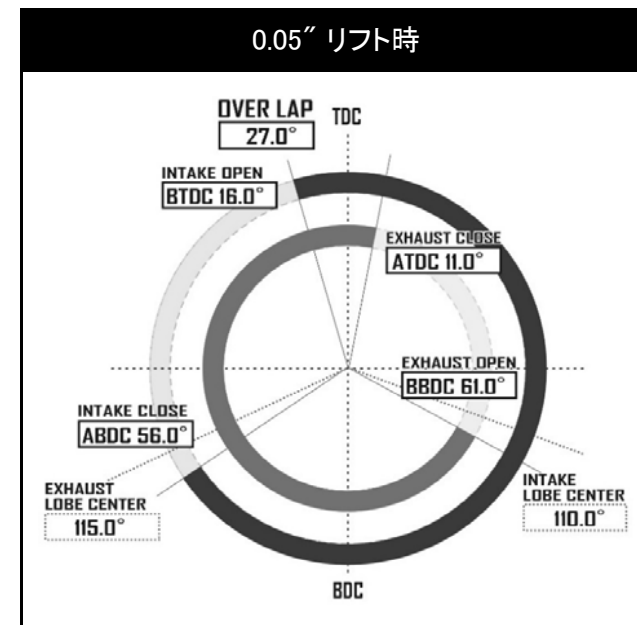 0.05″ リフト時
OVER LAP
27.0°
TDC
INTAKE OPEN
BTDC 16.0°
EXHAUST CLOSE
ATDC 11.0°
EXHAUST OPEN
BBDC 61.0°
INTAKE CLOSE
ABDC 56.0°
EXHAUST
LOBE CENTER
115.0°
INTAKE
LOBE CENTER
110.0°
BDC